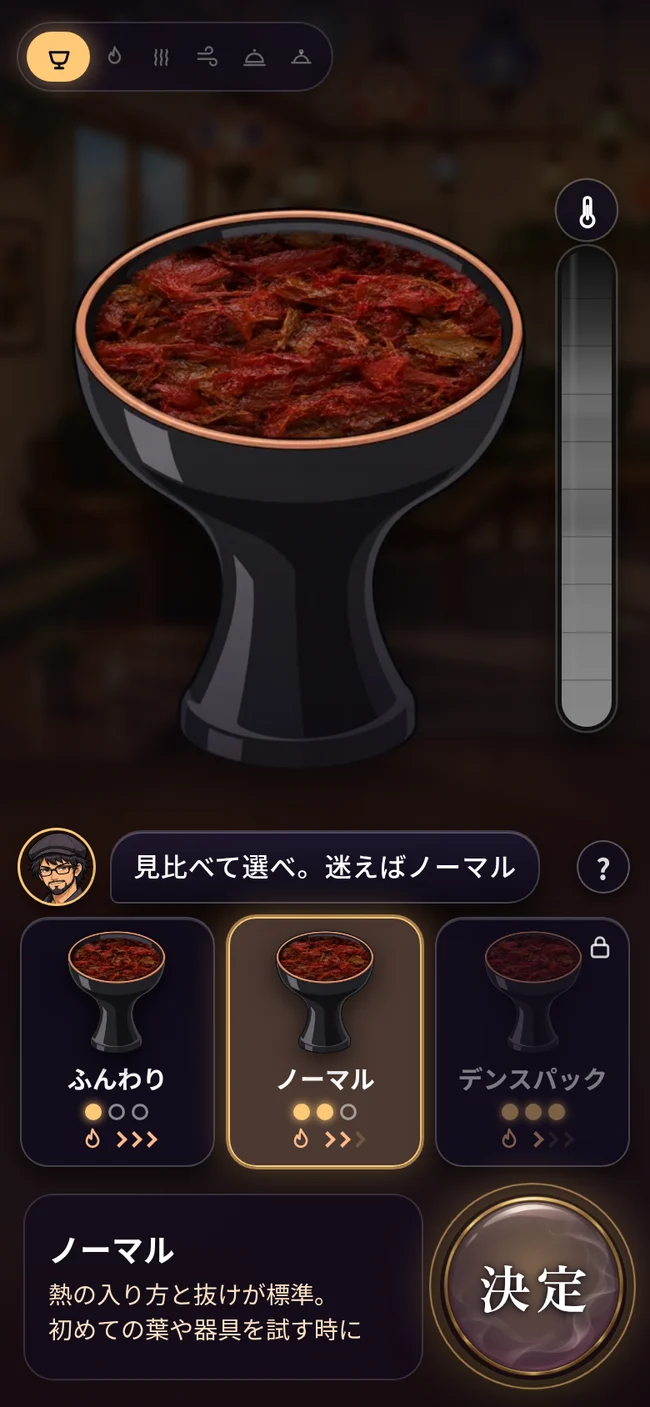 見比べて選べ。迷えばノーマル
?
ふんわり
ノーマル
デンスパック
ノーマル
熱の入り方と抜けが標準。
初めての葉や器具を試す時に
決定